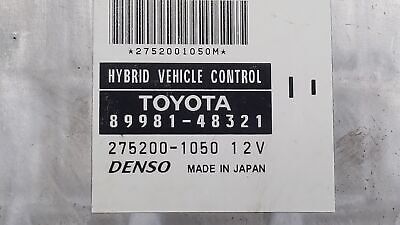 *2752001050M*
HYBRID VEHICLE CONTROL
TOYOTA
89981-48321
275200-1050 12V
DENSO MADE IN JAPAN